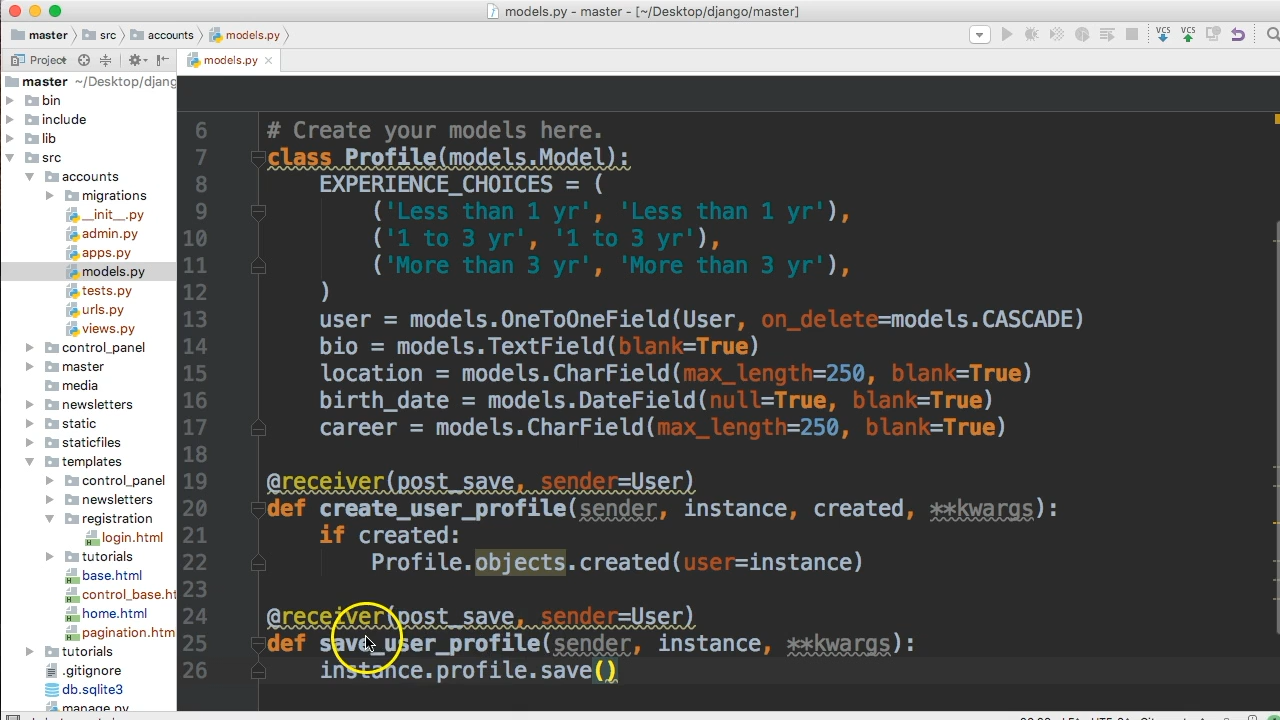 models.py - master - [~/Desktop/django/master]
master src accounts models.py
VCS VCS
Project models.py
master ~/Desktop/djang
bin
include
lib
src
accounts
migrations
__init__.py
admin.py
apps.py
models.py
tests.py
urls.py
views.py
control_panel
master
media
newsletters
static
staticfiles
templates
control_panel
newsletters
registration
login.html
tutorials
base.html
control_base.ht
home.html
pagination.htm
tutorials
.gitignore
db.sqlite3
manage.py
6 # Create your models here.
7 class Profile(models.Model):
8 EXPERIENCE_CHOICES = (
9 ('Less than 1 yr', 'Less than 1 yr'),
10 ('1 to 3 yr', '1 to 3 yr'),
11 ('More than 3 yr', 'More than 3 yr'),
12 )
13 user = models.OneToOneField(User, on_delete=models.CASCADE)
14 bio = models.TextField(blank=True)
15 location = models.CharField(max_length=250, blank=True)
16 birth_date = models.DateField(null=True, blank=True)
17 career = models.CharField(max_length=250, blank=True)
18
19 @receiver(post_save, sender=User)
20 def create_user_profile(sender, instance, created, **kwargs):
21 if created:
22 Profile.objects.created(user=instance)
23
24 @receiver(post_save, sender=User)
25 def save_user_profile(sender, instance, **kwargs):
26 instance.profile.save()